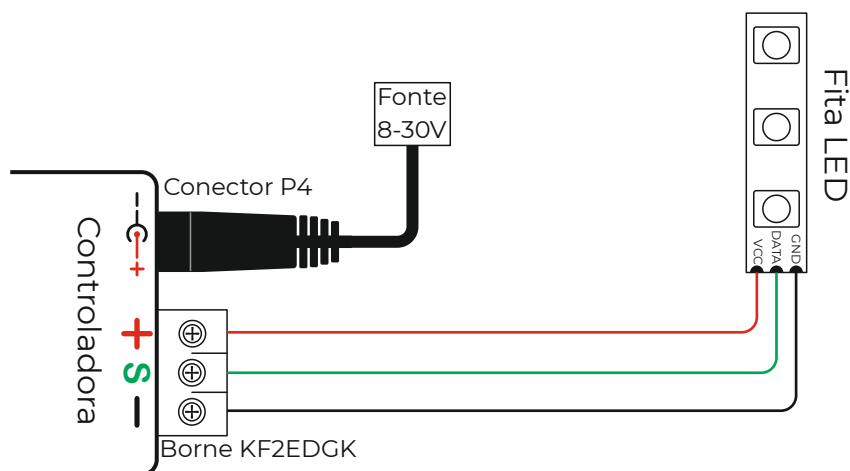 Fonte
8-30V
Conector P4
Controladora
-
+
+
S
-
Borne KF2EDGK
Fita LED
VCC
DATA
GND